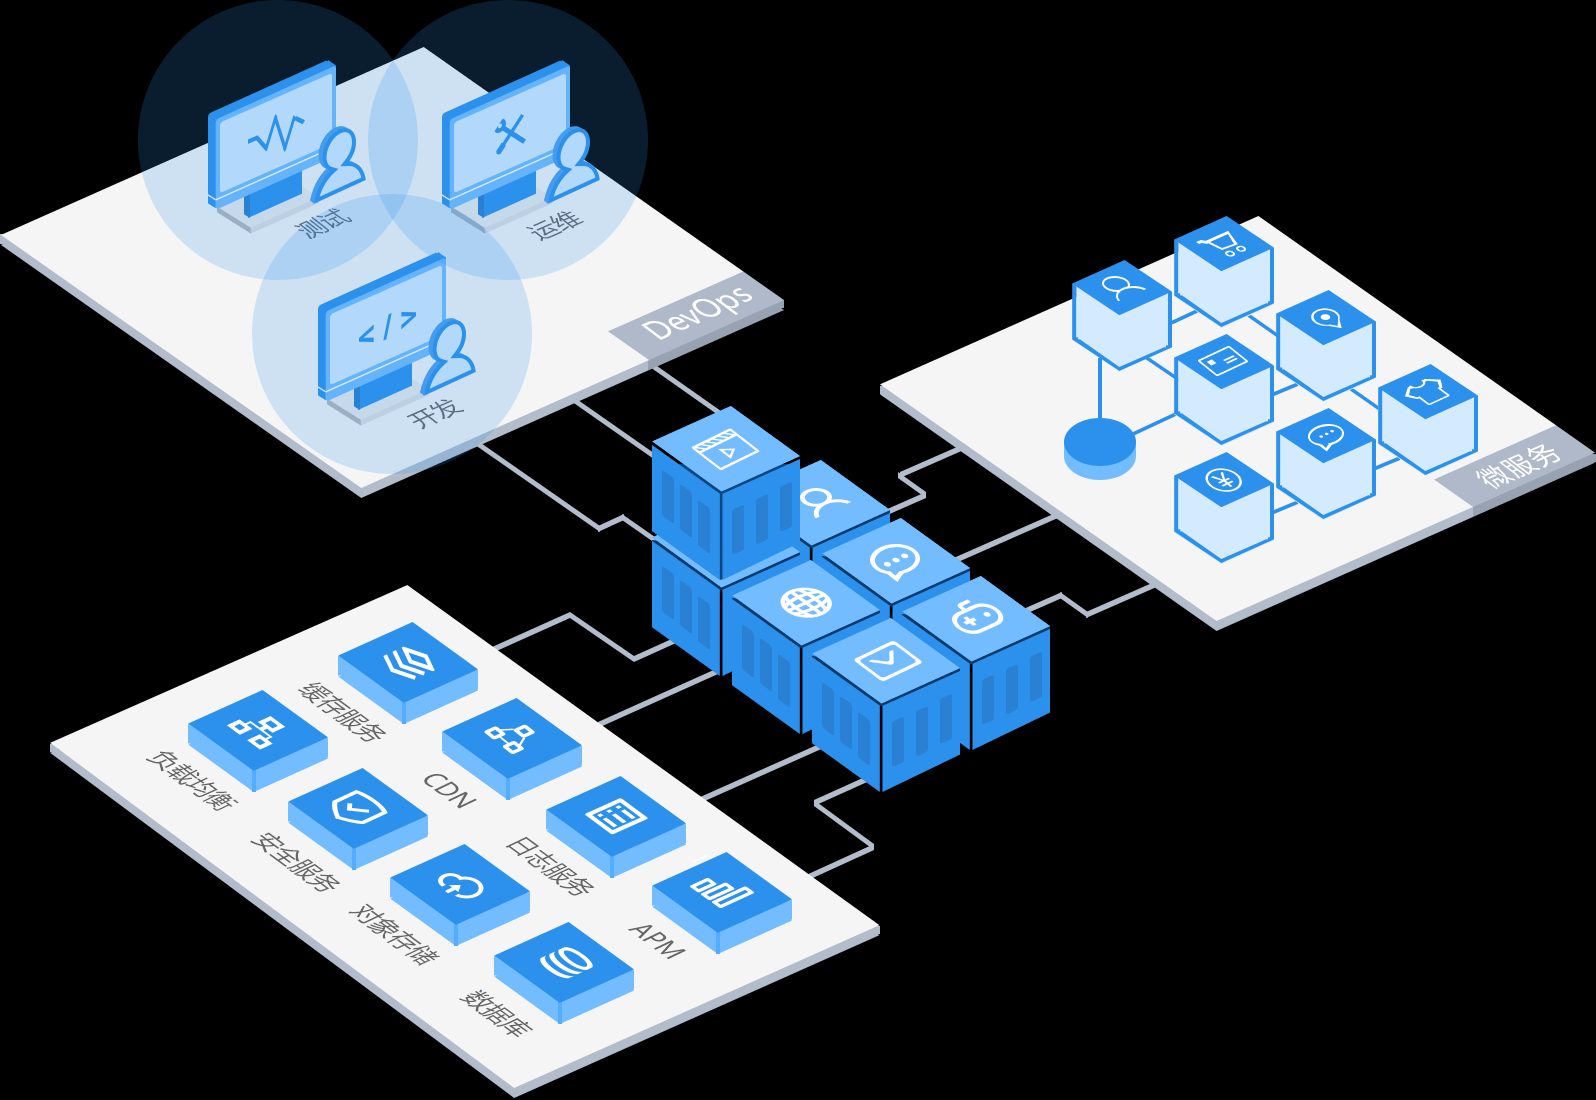 测试
运维
开发
DevOps
微服务
缓存服务
负载均衡
CDN
安全服务
日志服务
对象存储
APM
数据库